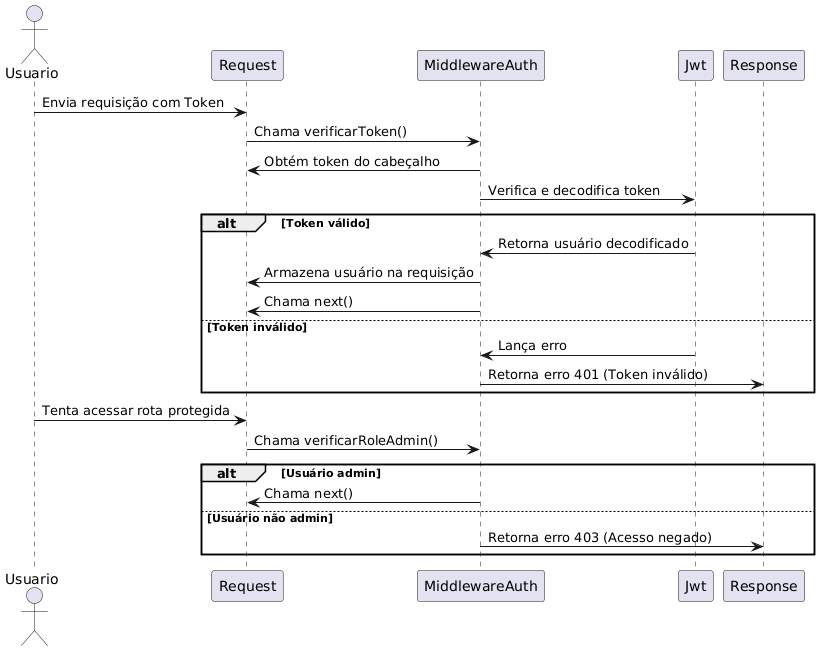 Usuario
Request
MiddlewareAuth
Jwt
Response
Envia requisição com Token
Chama verificarToken()
Obtém token do cabeçalho
Verifica e decodifica token
alt
[Token válido]
Retorna usuário decodificado
Armazena usuário na requisição
Chama next()
[Token inválido]
Lança erro
Retorna erro 401 (Token inválido)
Tenta acessar rota protegida
Chama verificarRoleAdmin()
alt
[Usuário admin]
Chama next()
[Usuário não admin]
Retorna erro 403 (Acesso negado)
Usuario
Request
MiddlewareAuth
Jwt
Response